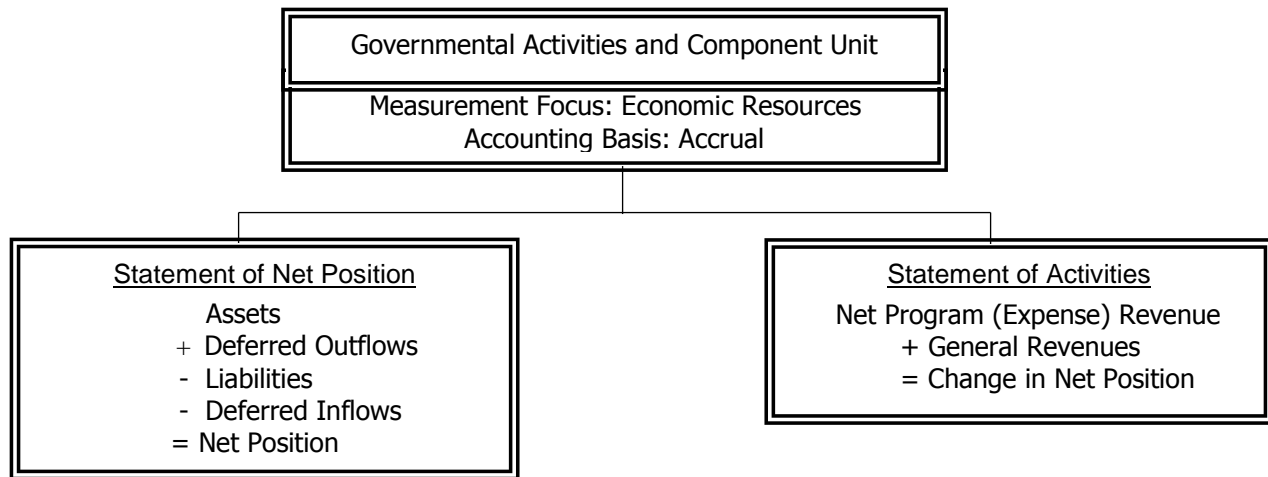 Governmental Activities and Component Unit
Measurement Focus: Economic Resources
Accounting Basis: Accrual
Statement of Net Position
Assets
+ Deferred Outflows
- Liabilities
- Deferred Inflows
= Net Position
Statement of Activities
Net Program (Expense) Revenue
+ General Revenues
= Change in Net Position